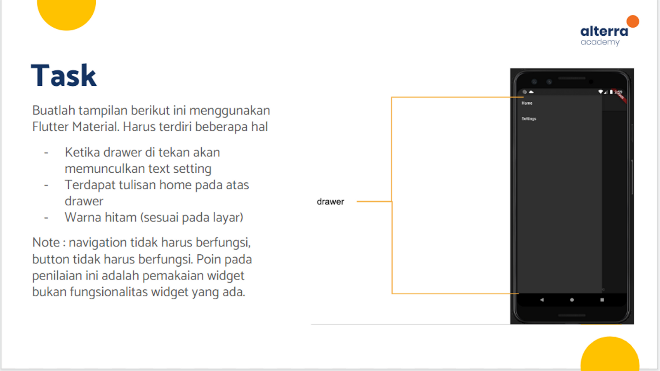 alterra
academy
Task
Buatlah tampilan berikut ini menggunakan
Flutter Material. Harus terdiri beberapa hal
- Ketika drawer di tekan akan
memunculkan text setting
- Terdapat tulisan home pada atas
drawer
- Warna hitam (sesuai pada layar)
Note : navigation tidak harus berfungsi,
button tidak harus berfungsi. Poin pada
penilaian ini adalah pemakaian widget
bukan fungsionalitas widget yang ada.
drawer
Home
Settings